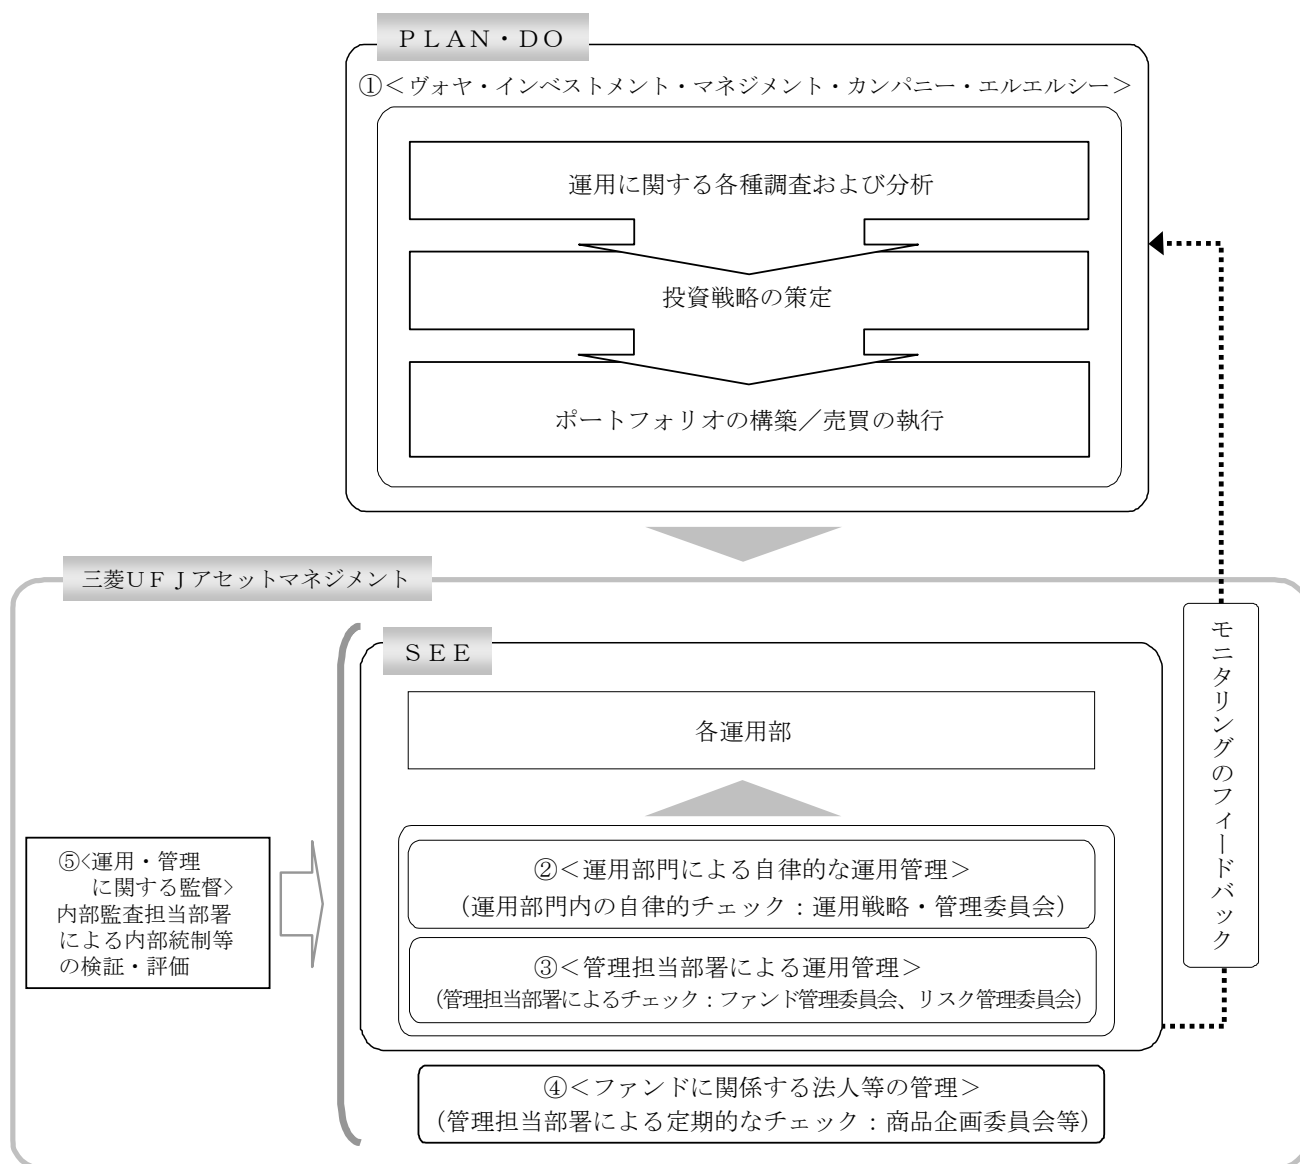 ＰＬＡＮ・ＤＯ
①＜ヴォヤ・インベストメント・マネジメント・カンパニー・エルエルシー＞
運用に関する各種調査および分析
投資戦略の策定
ポートフォリオの構築／売買の執行
三菱ＵＦＪアセットマネジメント
ＳＥＥ
各運用部
②＜運用部門による自律的な運用管理＞
（運用部門内の自律的チェック：運用戦略・管理委員会）
③＜管理担当部署による運用管理＞
（管理担当部署によるチェック：ファンド管理委員会、リスク管理委員会）
④＜ファンドに関係する法人等の管理＞
（管理担当部署による定期的なチェック：商品企画委員会等）
⑤<運用・管理
に関する監督>
内部監査担当部署
による内部統制等
の検証・評価
モニタリングのフィードバック